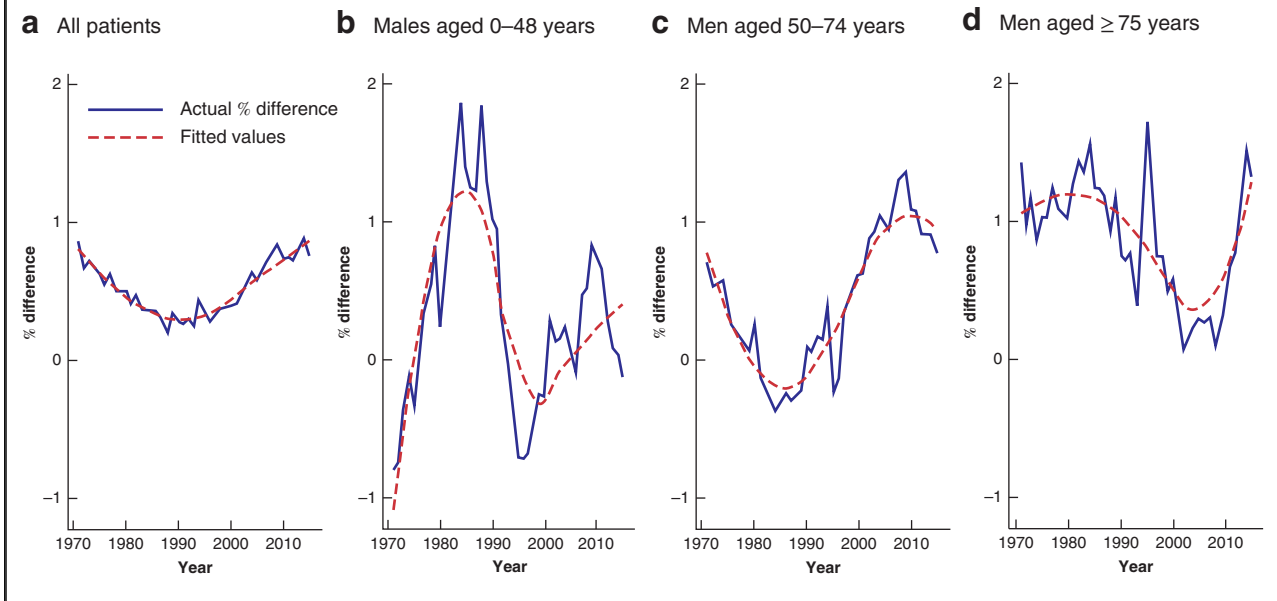 a All patients
2
1
0
−1
% difference
Actual % difference
Fitted values
1970 1980 1990 2000 2010
Year
b Males aged 0–48 years
2
1
0
−1
% difference
1970 1980 1990 2000 2010
Year
c Men aged 50–74 years
2
1
0
−1
% difference
1970 1980 1990 2000 2010
Year
d Men aged ≥ 75 years
2
1
0
−1
% difference
1970 1980 1990 2000 2010
Year